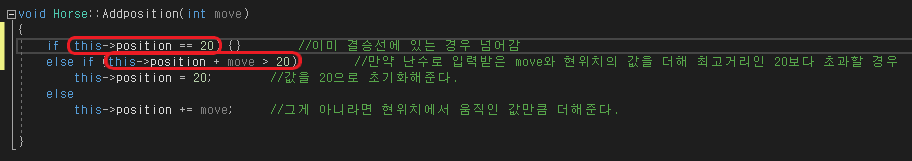 void Horse::Addposition(int move)
{
if (this->position == 20) {} //이미 결승선에 있는 경우 넘어감
else if (this->position + move > 20) //만약 난수로 입력받은 move와 현위치의 값을 더해 최고거리인 20보다 초과할 경우
this->position = 20; //값을 20으로 초기화해준다.
else
this->position += move; //그게 아니라면 현위치에서 움직인 값만큼 더해준다.
}